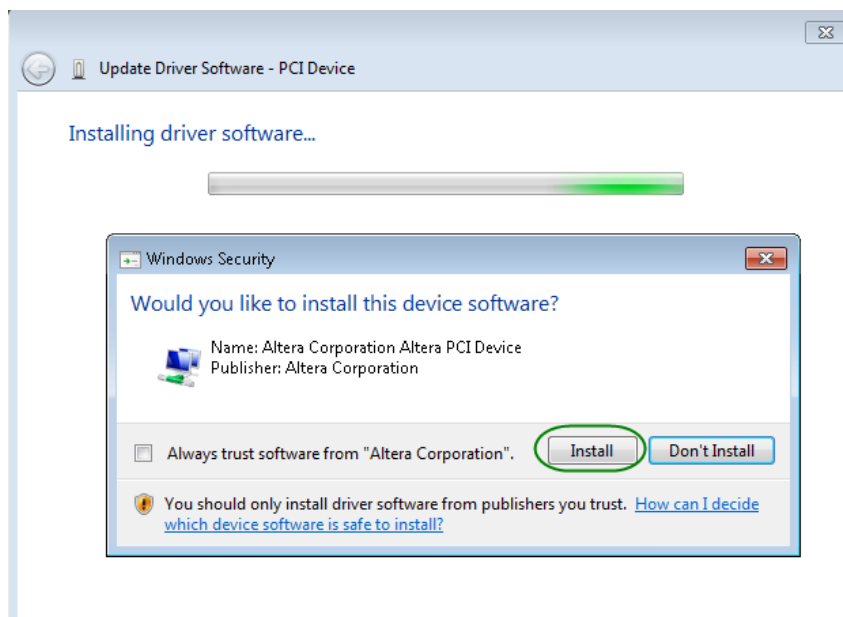 Update Driver Software - PCI Device
Installing driver software...
Windows Security
Would you like to install this device software?
Name: Altera Corporation Altera PCI Device
Publisher: Altera Corporation
Always trust software from "Altera Corporation".
Install
Don't Install
You should only install driver software from publishers you trust. How can I decide
which device software is safe to install?